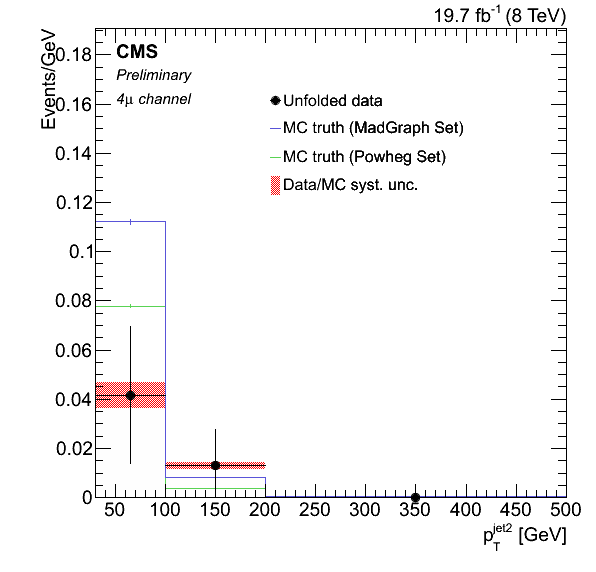 19.7 fb⁻¹ (8 TeV)
Events/GeV
CMS
Preliminary
4μ channel
Unfolded data
MC truth (MadGraph Set)
MC truth (Powheg Set)
Data/MC syst. unc.
0.18
0.16
0.14
0.12
0.1
0.08
0.06
0.04
0.02
0
50 100 150 200 250 300 350 400 450 500
p_T^jet2 [GeV]